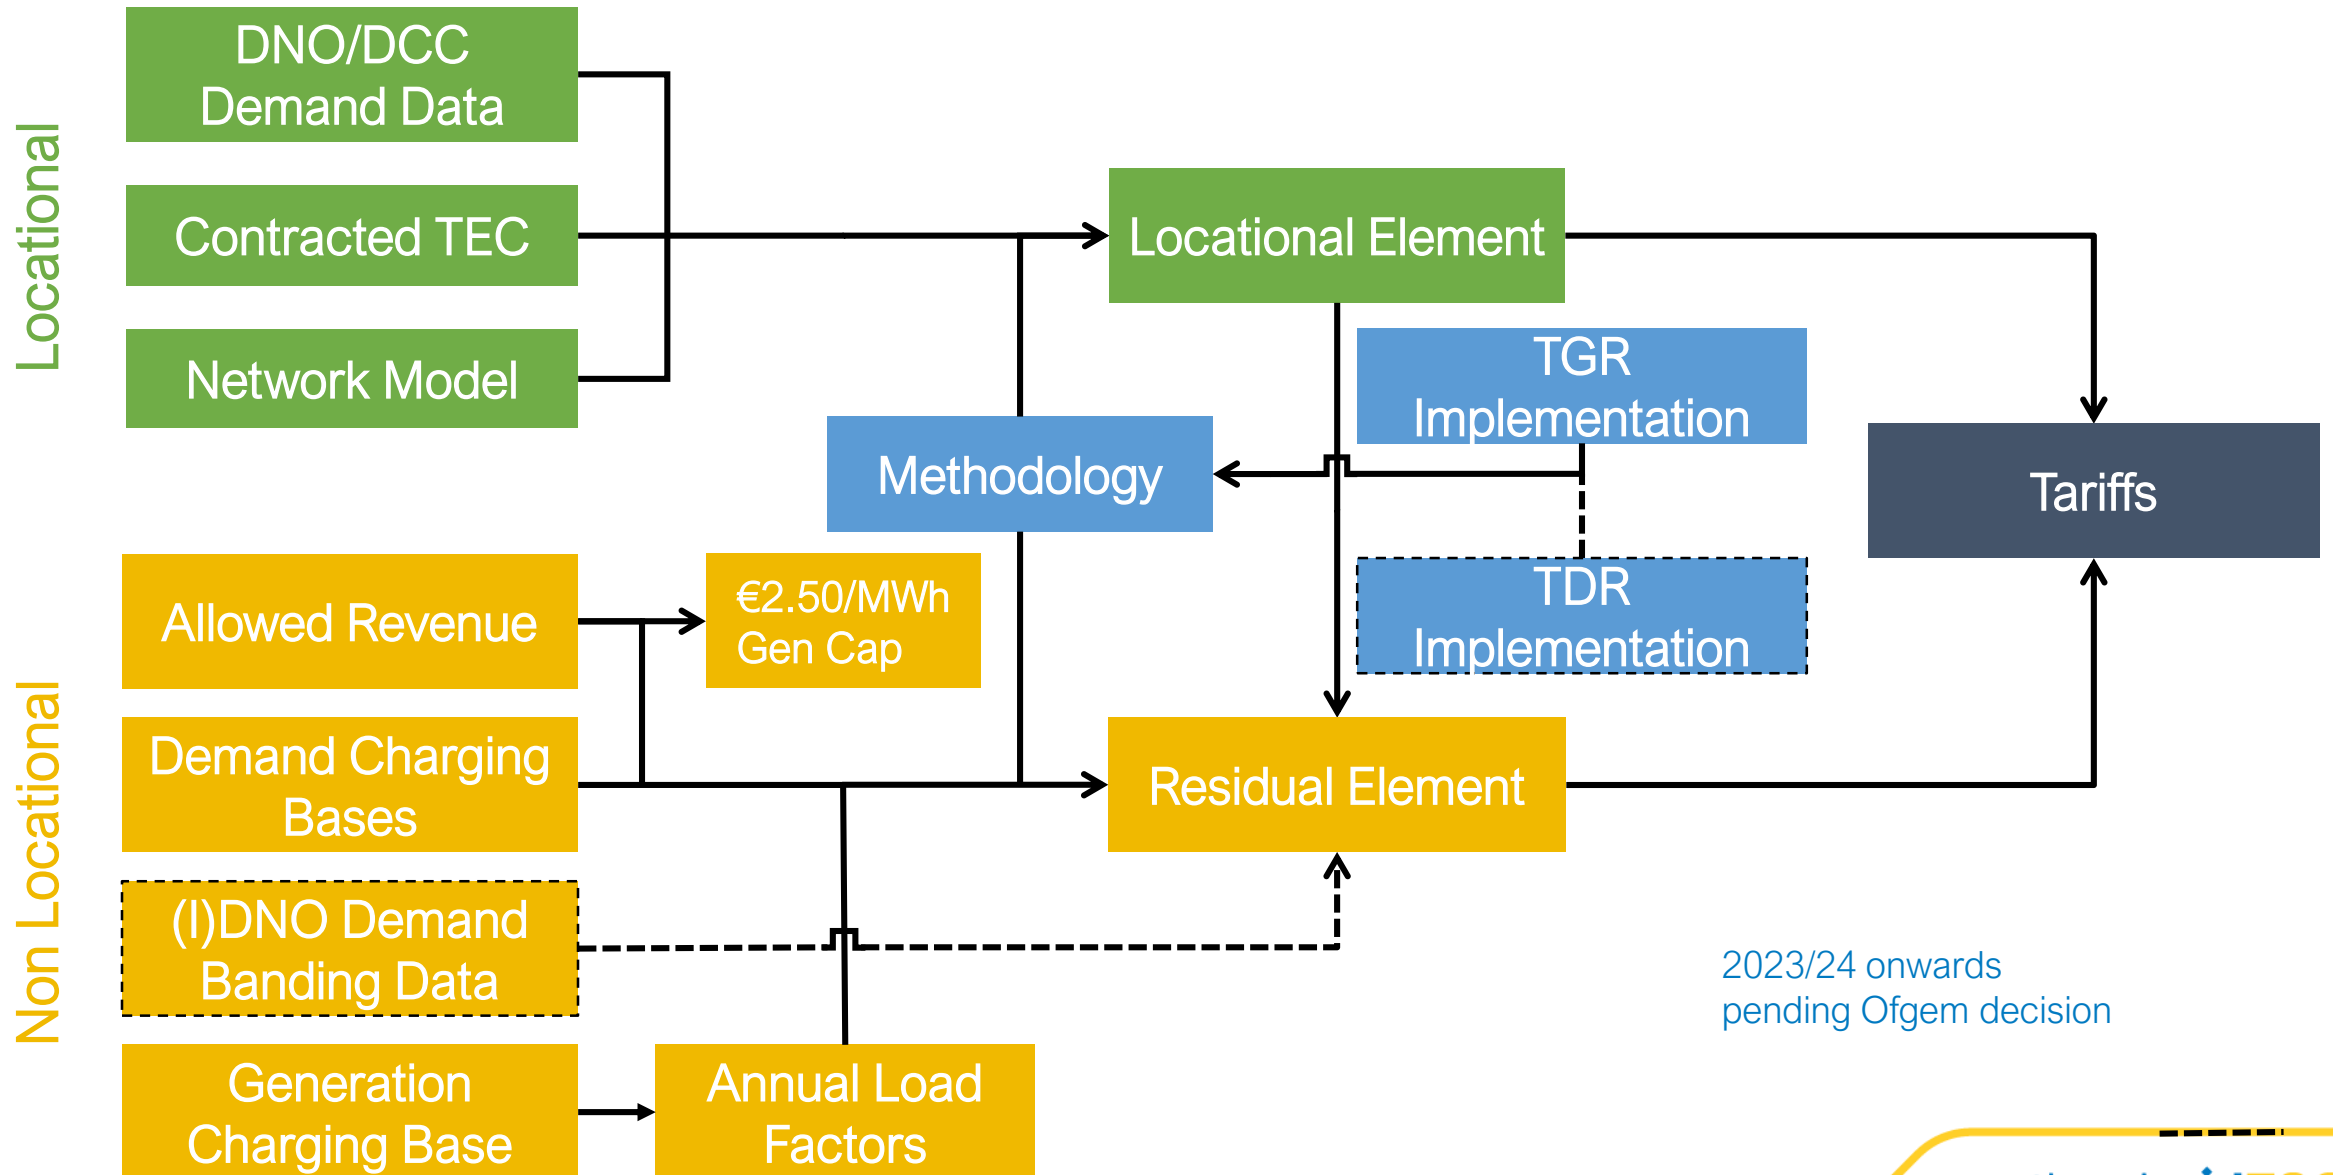 Locational
DNO/DCC
Demand Data
Contracted TEC
Network Model
Locational Element
TGR
Implementation
Methodology
TDR
Implementation
Tariffs
Non Locational
Allowed Revenue
€2.50/MWh
Gen Cap
Demand Charging
Bases
Residual Element
(I)DNO Demand
Banding Data
Generation
Charging Base
Annual Load
Factors
2023/24 onwards
pending Ofgem decision